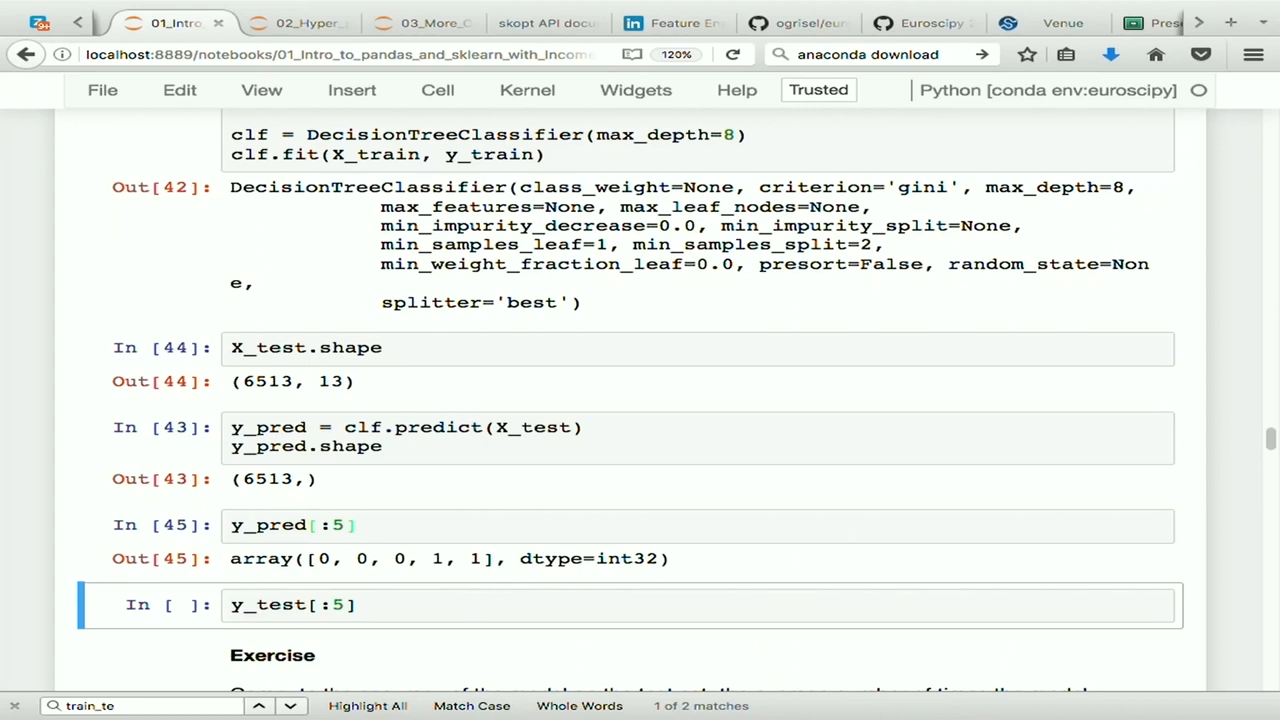 01_Intro
02_Hyper_
03_More_
skopt API docu
Feature En
ogrisel/eur
Euroscipy
Venue
Pres
localhost:8889/notebooks/01_Intro_to_pandas_and_sklearn_with_Incom
120%
anaconda download
File Edit View Insert Cell Kernel Widgets Help Trusted Python [conda env:euroscipy]
clf = DecisionTreeClassifier(max_depth=8)
clf.fit(X_train, y_train)
Out[42]: DecisionTreeClassifier(class_weight=None, criterion='gini', max_depth=8,
max_features=None, max_leaf_nodes=None,
min_impurity_decrease=0.0, min_impurity_split=None,
min_samples_leaf=1, min_samples_split=2,
min_weight_fraction_leaf=0.0, presort=False, random_state=Non
e,
splitter='best')
In [44]: X_test.shape
Out[44]: (6513, 13)
In [43]: y_pred = clf.predict(X_test)
y_pred.shape
Out[43]: (6513,)
In [45]: y_pred[:5]
Out[45]: array([0, 0, 0, 1, 1], dtype=int32)
In [ ]: y_test[:5]
Exercise
train_te
Highlight All Match Case Whole Words 1 of 2 matches